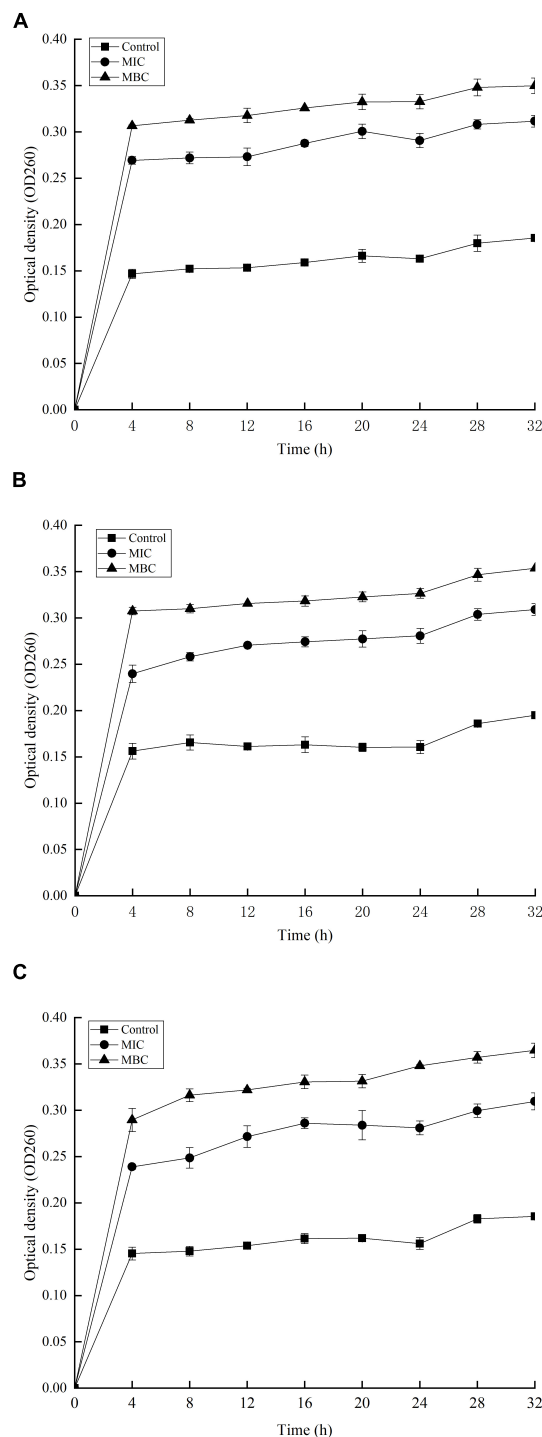 A
Control
MIC
MBC
0.40
0.35
0.30
0.25
0.20
0.15
0.10
0.05
0.00
Optical density (OD260)
0 4 8 12 16 20 24 28 32
Time (h)
B
Control
MIC
MBC
0.40
0.35
0.30
0.25
0.20
0.15
0.10
0.05
0.00
Optical density (OD260)
0 4 8 12 16 20 24 28 32
Time (h)
C
Control
MIC
MBC
0.40
0.35
0.30
0.25
0.20
0.15
0.10
0.05
0.00
Optical density (OD260)
0 4 8 12 16 20 24 28 32
Time (h)